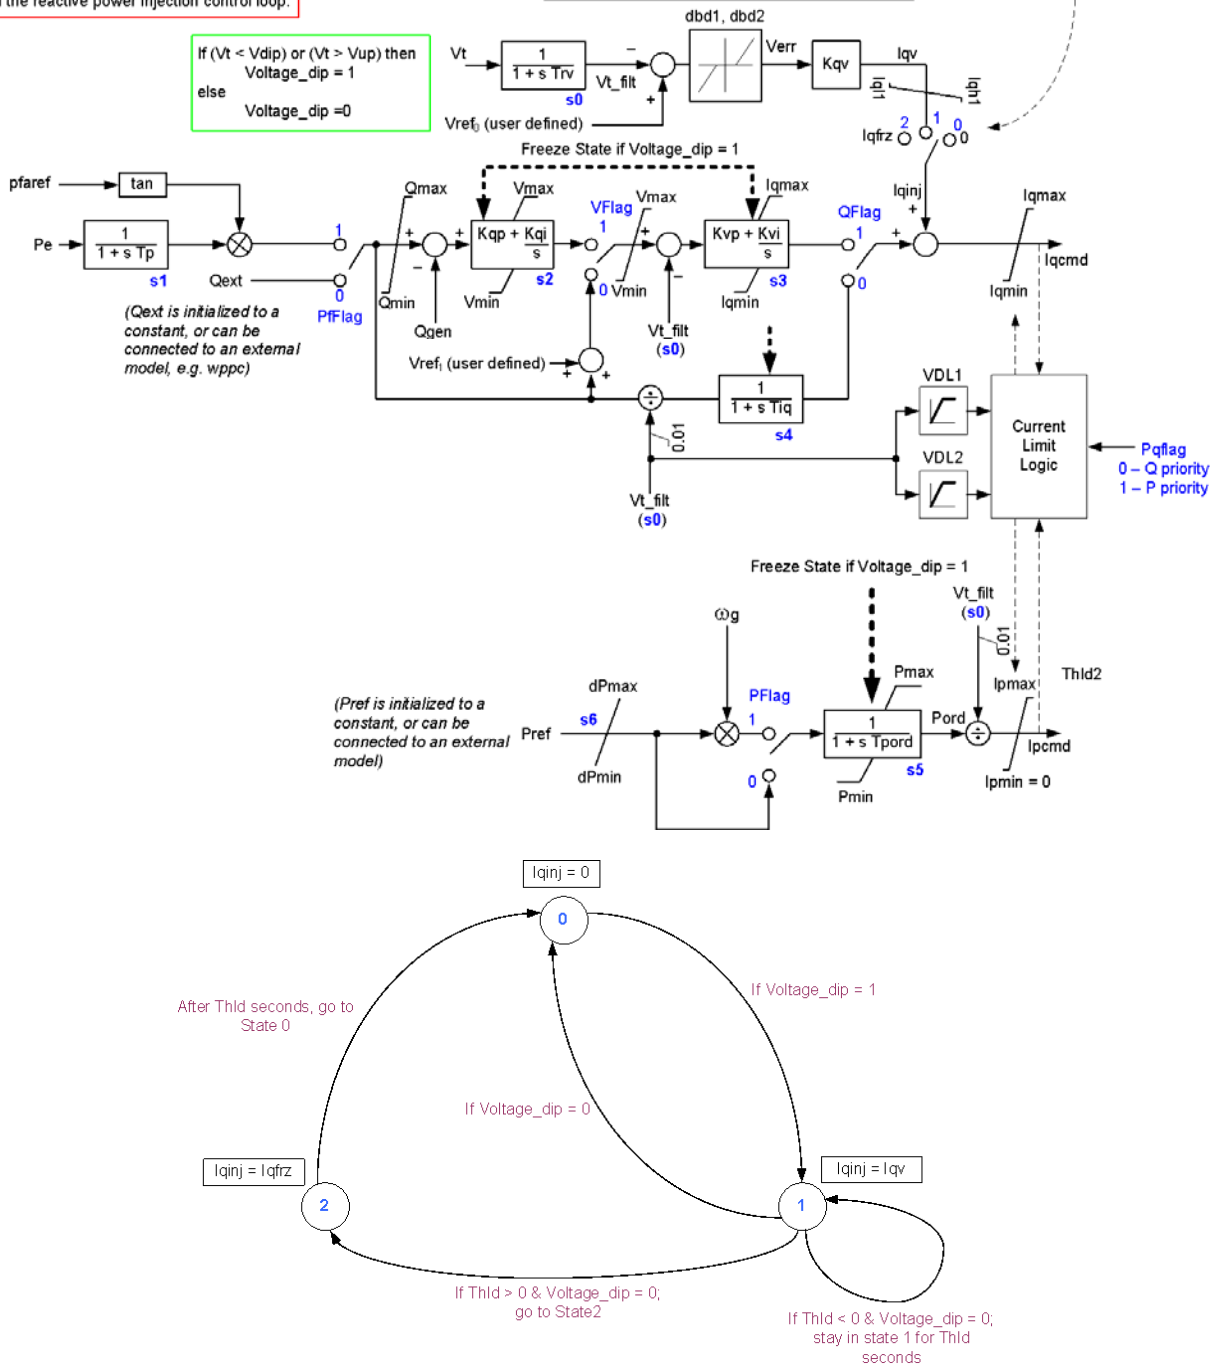 the reactive power injection control loop.
If (Vt < Vdip) or (Vt > Vup) then
Voltage_dip = 1
else
Voltage_dip =0
dbd1, dbd2
Vt
1
1 + s Trv
s0
Vt_filt
−
+
Verr
Kqv
Iqv
Iql1
Iqh1
Vref0 (user defined)
Iqfrz
2
1
0
0
Freeze State if Voltage_dip = 1
pfaref
tan
Qmax
Vmax
VFlag
Vmax
Iqmax
QFlag
Iqinj
+
Iqmax
Pe
1
1 + s Tp
s1
1
+
−
+
Kqp + Kqi
s
s2
1
+
−
Kvp + Kvi
s
s3
1
+
Iqcmd
Qext
0
PfFlag
Qmin
Vmin
0
Vmin
Iqmin
0
Iqmin
(Qext is initialized to a
constant, or can be
connected to an external
model, e.g. wppc)
Qgen
Vt_filt
(s0)
Vref1 (user defined)
+
+
÷
1
1 + s Tiq
s4
0.01
Vt_filt
(s0)
VDL1
VDL2
Current
Limit
Logic
Pqflag
0 – Q priority
1 – P priority
Freeze State if Voltage_dip = 1
Vt_filt
(s0)
0.01
ωg
(Pref is initialized to a
constant, or can be
connected to an external
model)
dPmax
s6
Pref
dPmin
PFlag
1
0
Pmax
1
1 + s Tpord
s5
Pmin
Pord
÷
Ipmax
Thld2
Ipcmd
Ipmin = 0
Iqinj = 0
0
After Thld seconds, go to
State 0
If Voltage_dip = 1
If Voltage_dip = 0
Iqinj = Iqfrz
2
Iqinj = Iqv
1
If Thld > 0 & Voltage_dip = 0;
go to State2
If Thld < 0 & Voltage_dip = 0;
stay in state 1 for Thld
seconds